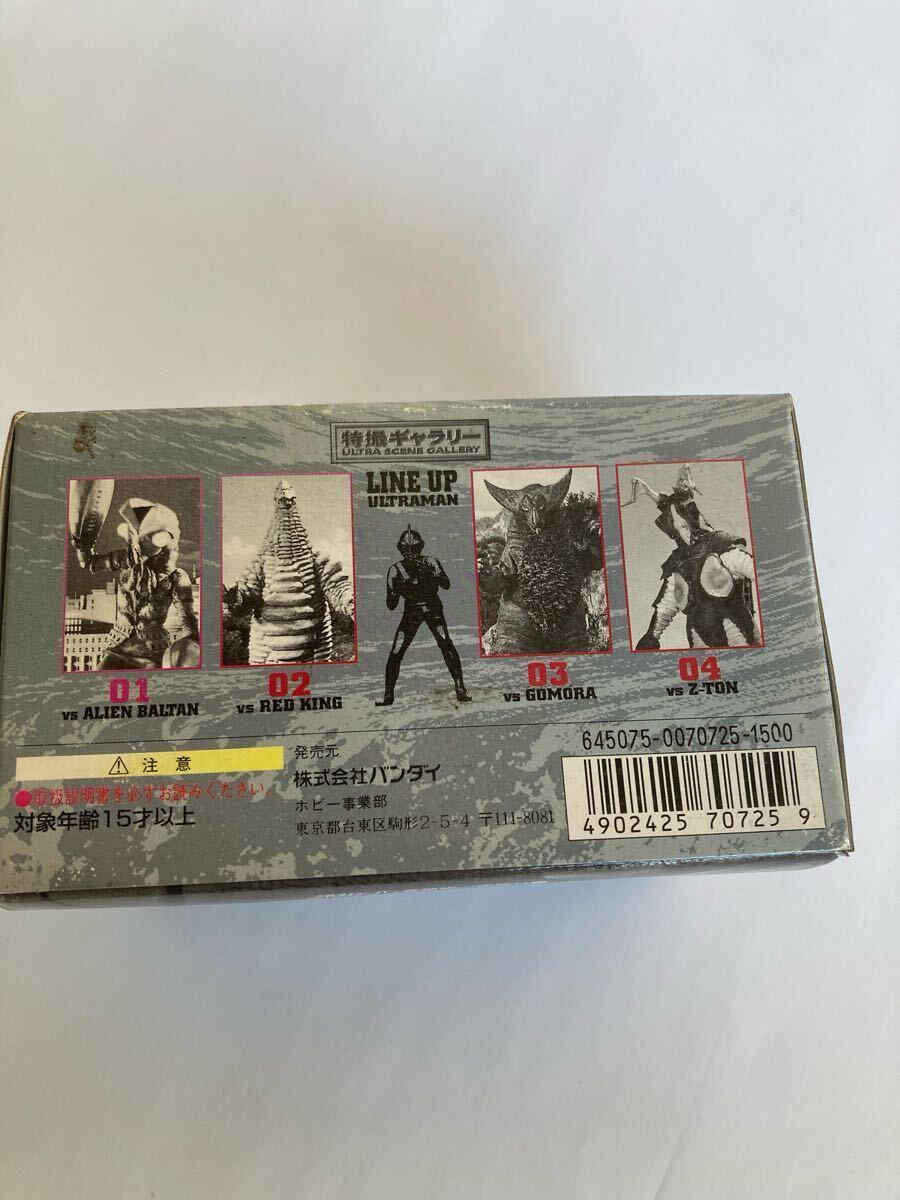 特撮ギャラリー
ULTRA SCENE GALLERY
LINE UP
ULTRAMAN
01
vs ALIEN BALTAN
02
vs RED KING
03
vs GOMORA
04
vs Z-TON
注意
●取扱説明書を必ずお読みください。
対象年齢15才以上
発売元
株式会社バンダイ
ホビー事業部
東京都台東区駒形2-5-4 〒111-8081
645075-0070725-1500
4902425 70725 9